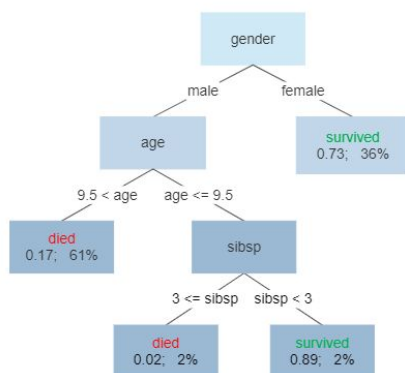 gender
male female
age
survived
0.73; 36%
9.5 < age age <= 9.5
died
0.17; 61%
sibsp
3 <= sibsp sibsp < 3
died
0.02; 2%
survived
0.89; 2%